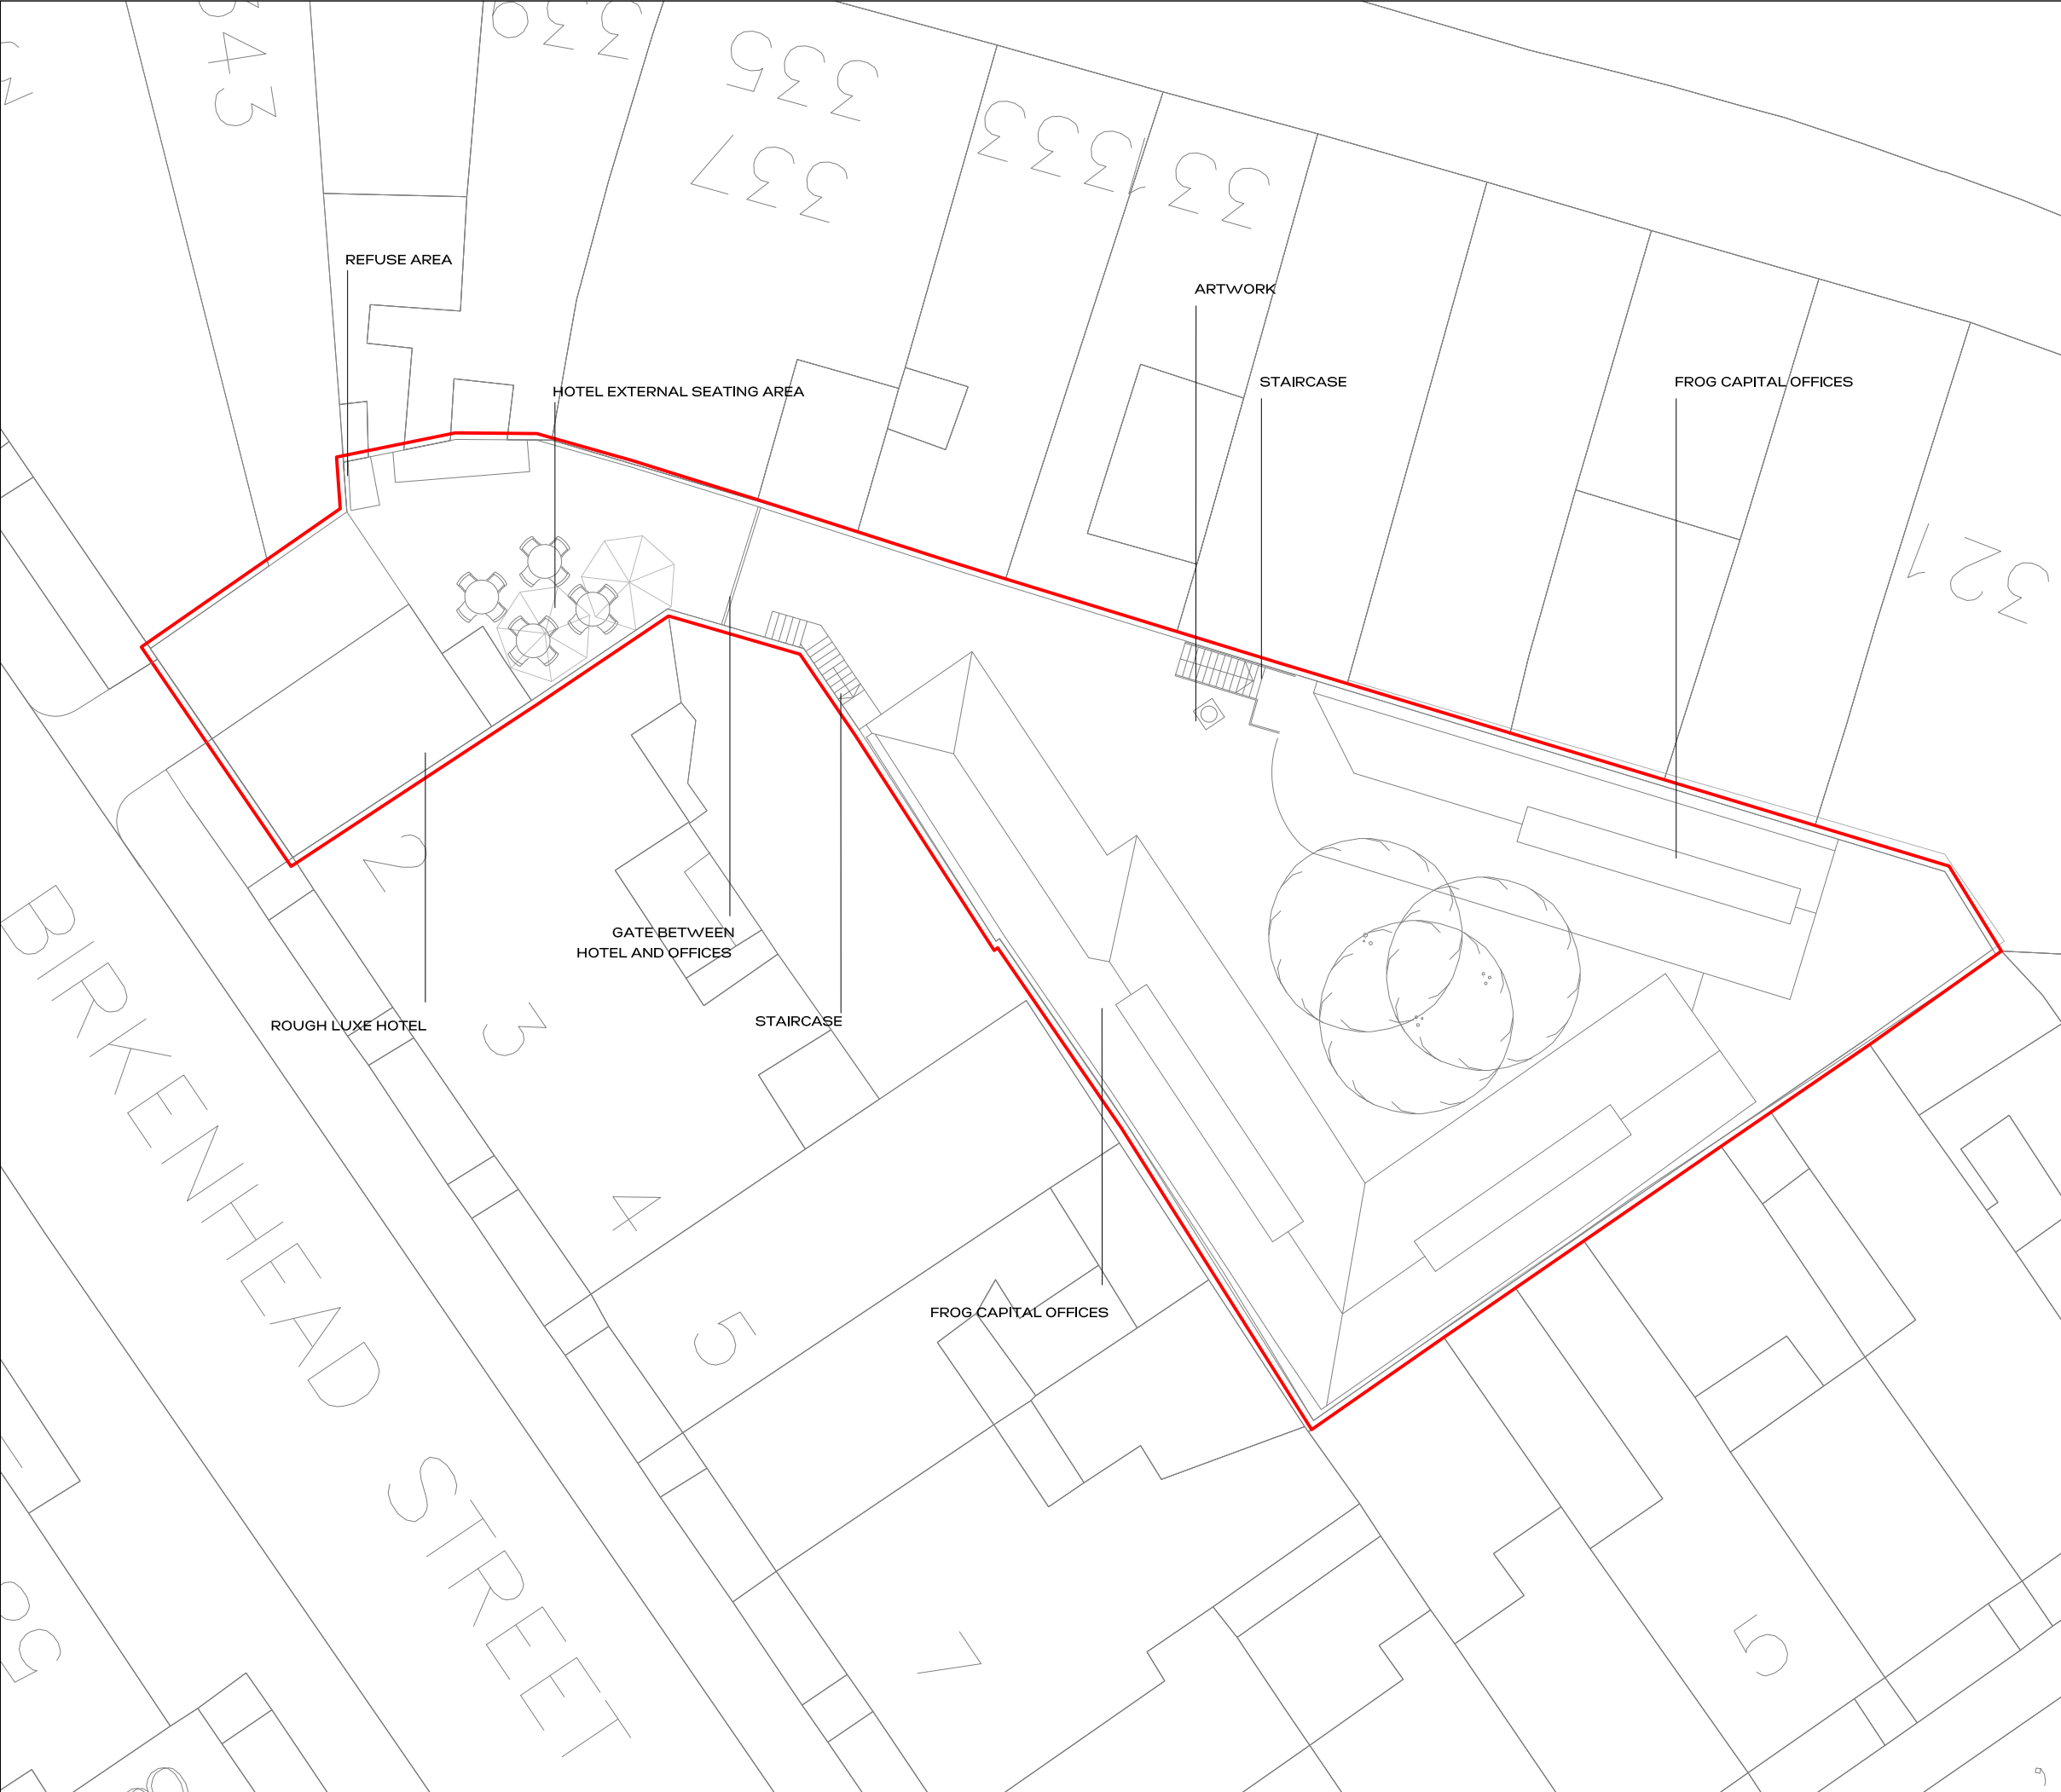 343
335
337
333
331
33
REFUSE AREA
ARTWORK
HOTEL EXTERNAL SEATING AREA
STAIRCASE
FROG CAPITAL OFFICES
321
2
GATE BETWEEN
HOTEL AND OFFICES
ROUGH LUXE HOTEL
STAIRCASE
3
4
5
FROG CAPITAL OFFICES
BIRKENHEAD STREET
7
5